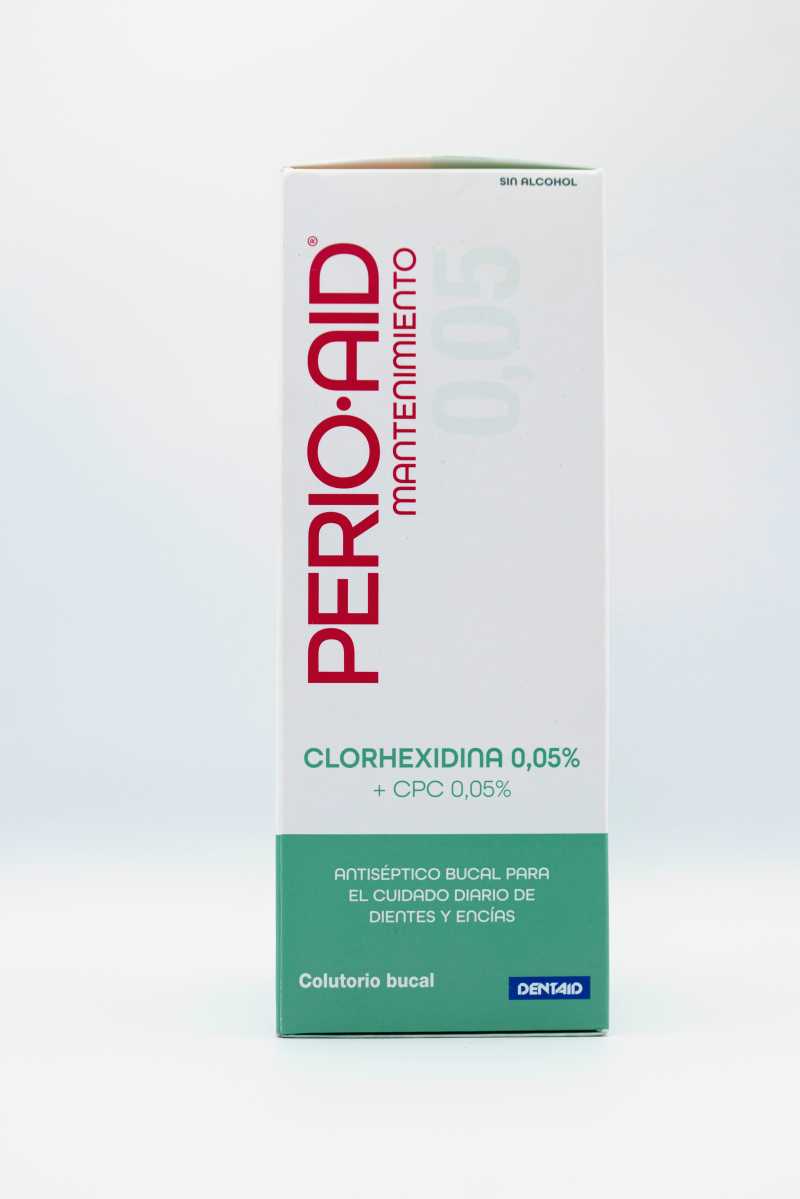 SIN ALCOHOL
PERIO·AID®
MANTENIMIENTO
0,05
CLORHEXIDINA 0,05%
+ CPC 0,05%
ANTISÉPTICO BUCAL PARA
EL CUIDADO DIARIO DE
DIENTES Y ENCÍAS
Colutorio bucal
DENTAID